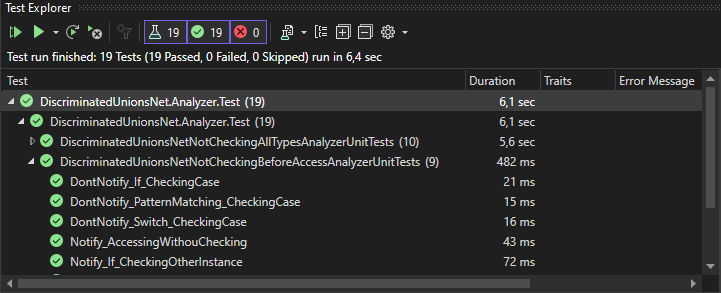 Test Explorer
19 19 0
Test run finished: 19 Tests (19 Passed, 0 Failed, 0 Skipped) run in 6,4 sec
Test Duration Traits Error Message
DiscriminatedUnionsNet.Analyzer.Test (19) 6,1 sec
DiscriminatedUnionsNet.Analyzer.Test (19) 6,1 sec
DiscriminatedUnionsNetNotCheckingAllTypesAnalyzerUnitTests (10) 5,6 sec
DiscriminatedUnionsNetNotCheckingBeforeAccessAnalyzerUnitTests (9) 482 ms
DontNotify_If_CheckingCase 21 ms
DontNotify_PatternMatching_CheckingCase 15 ms
DontNotify_Switch_CheckingCase 16 ms
Notify_AccessingWithouChecking 43 ms
Notify_If_CheckingOtherInstance 72 ms